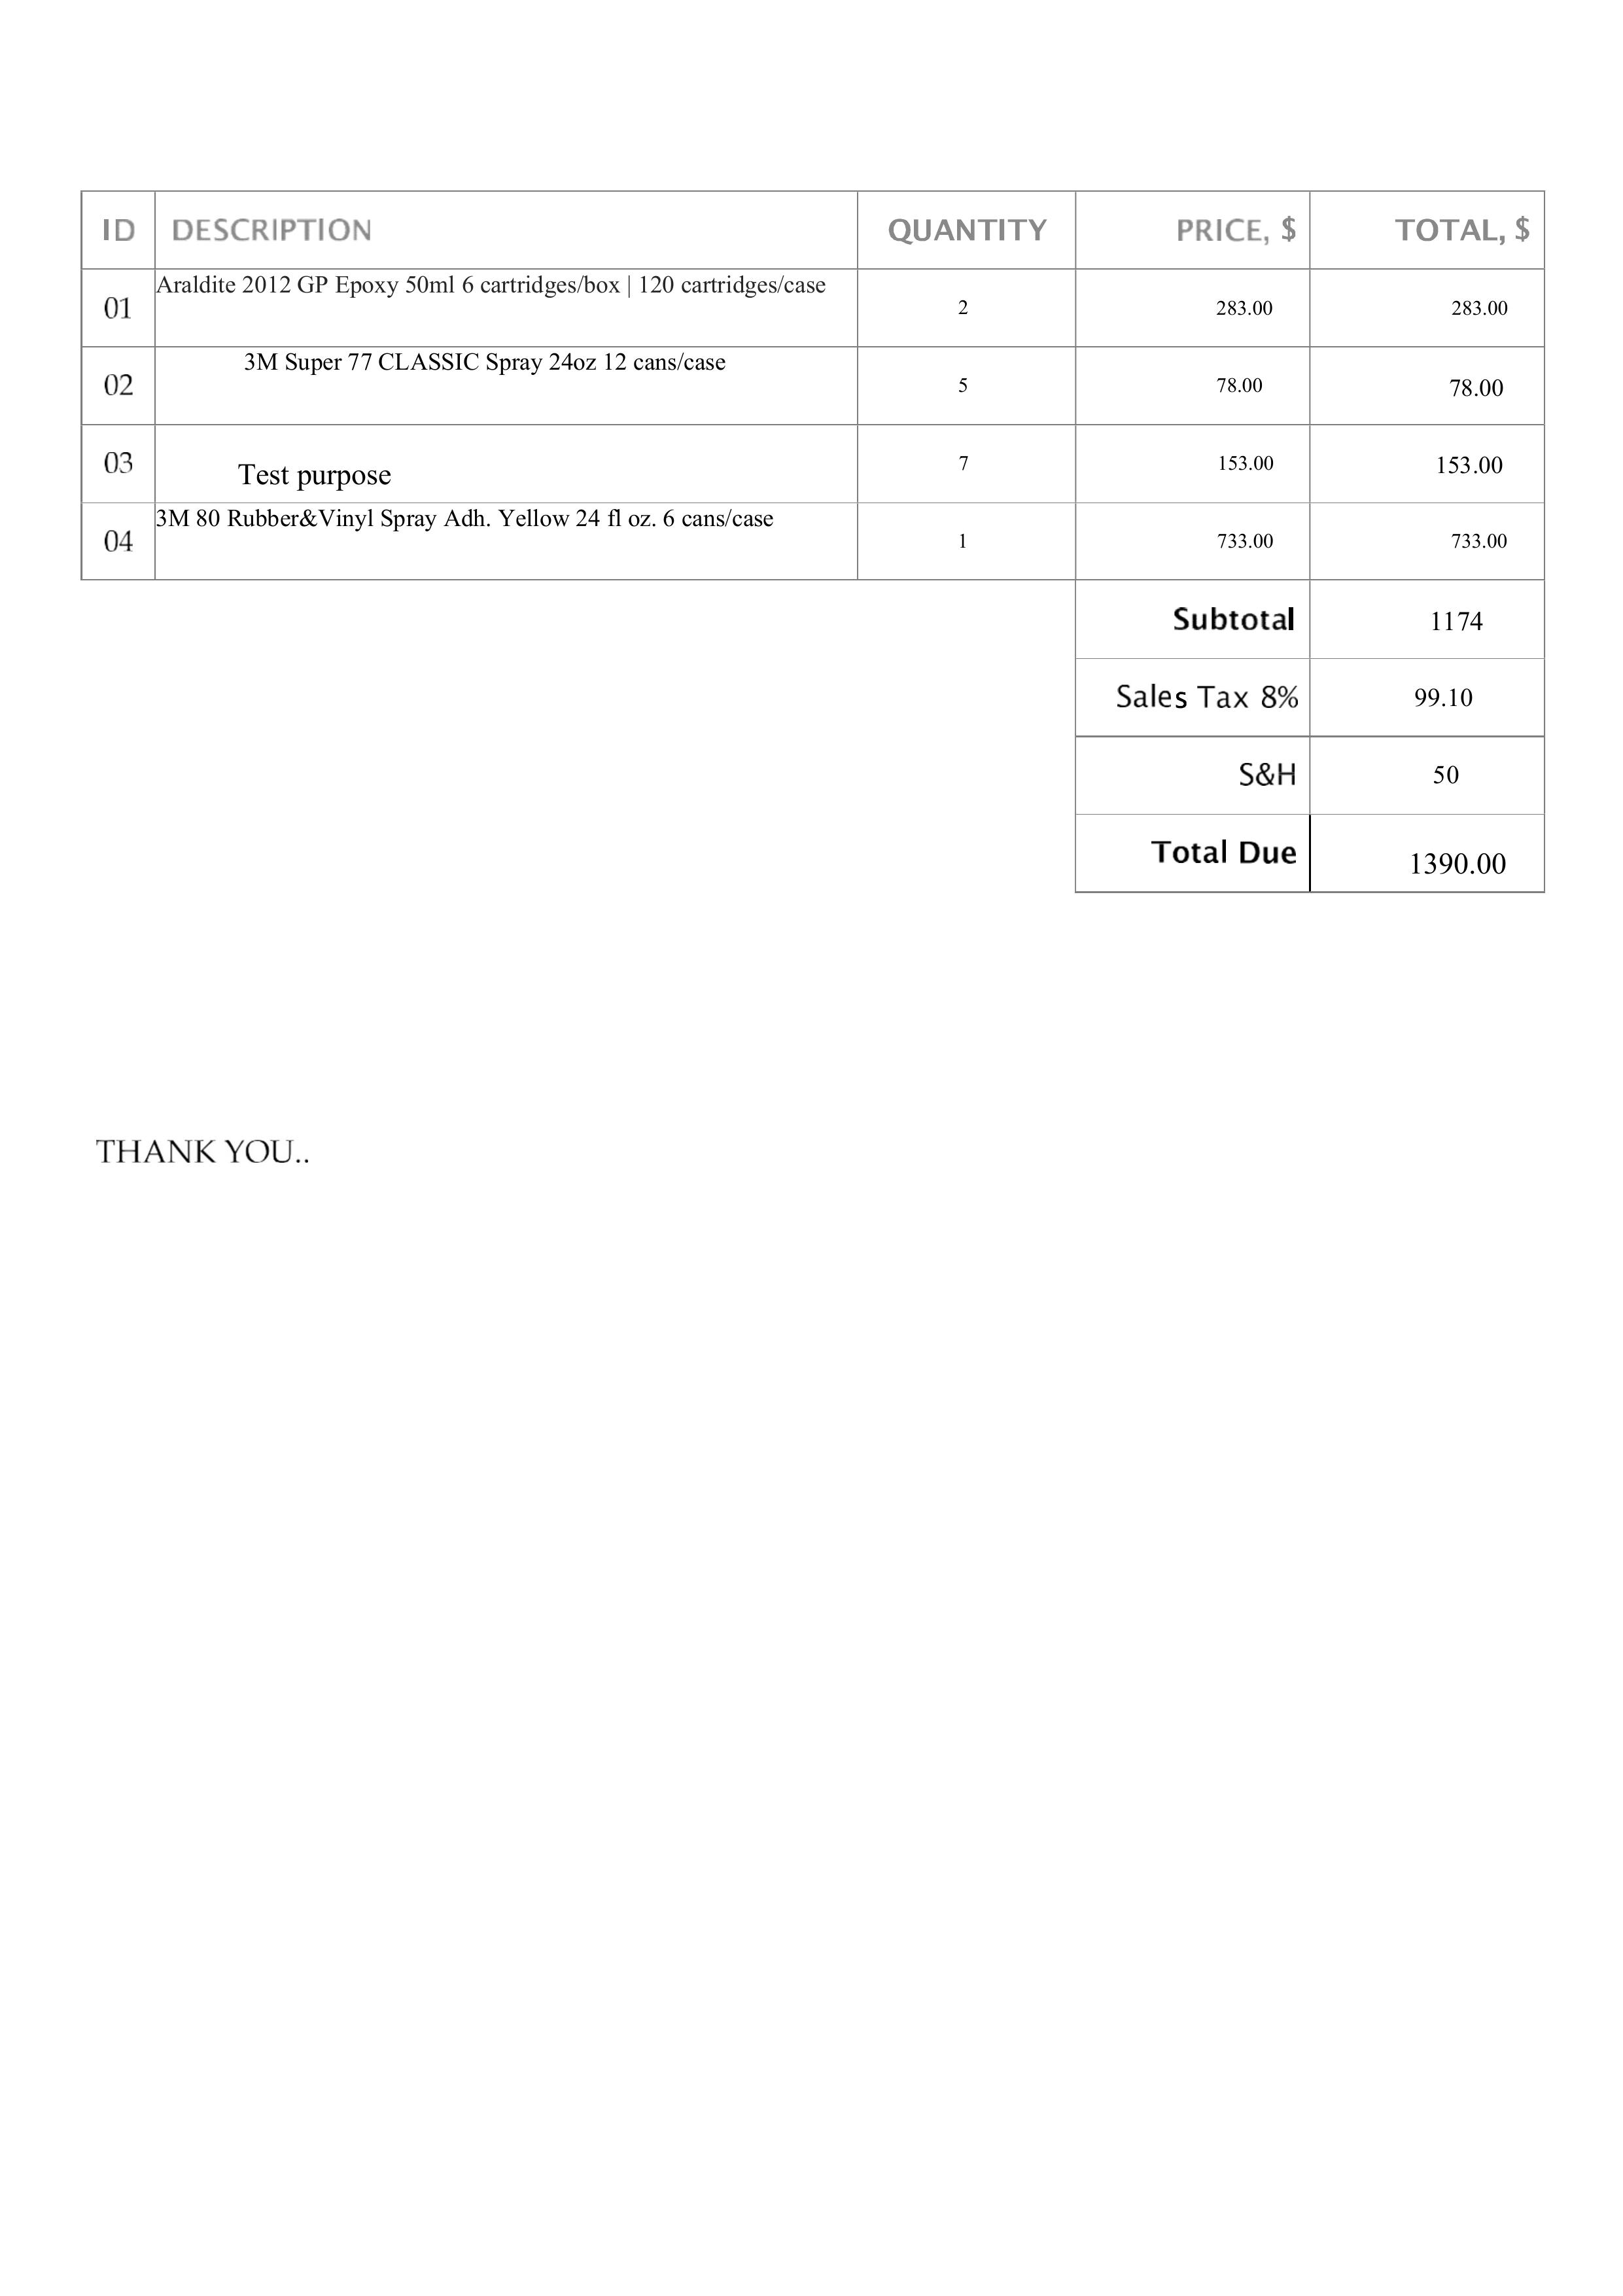 ID DESCRIPTION QUANTITY PRICE, $ TOTAL, $
01 Araldite 2012 GP Epoxy 50ml 6 cartridges/box | 120 cartridges/case 2 283.00 283.00
02 3M Super 77 CLASSIC Spray 24oz 12 cans/case 5 78.00 78.00
03 Test purpose 7 153.00 153.00
04 3M 80 Rubber&Vinyl Spray Adh. Yellow 24 fl oz. 6 cans/case 1 733.00 733.00
Subtotal 1174
Sales Tax 8% 99.10
S&H 50
Total Due 1390.00
THANK YOU..